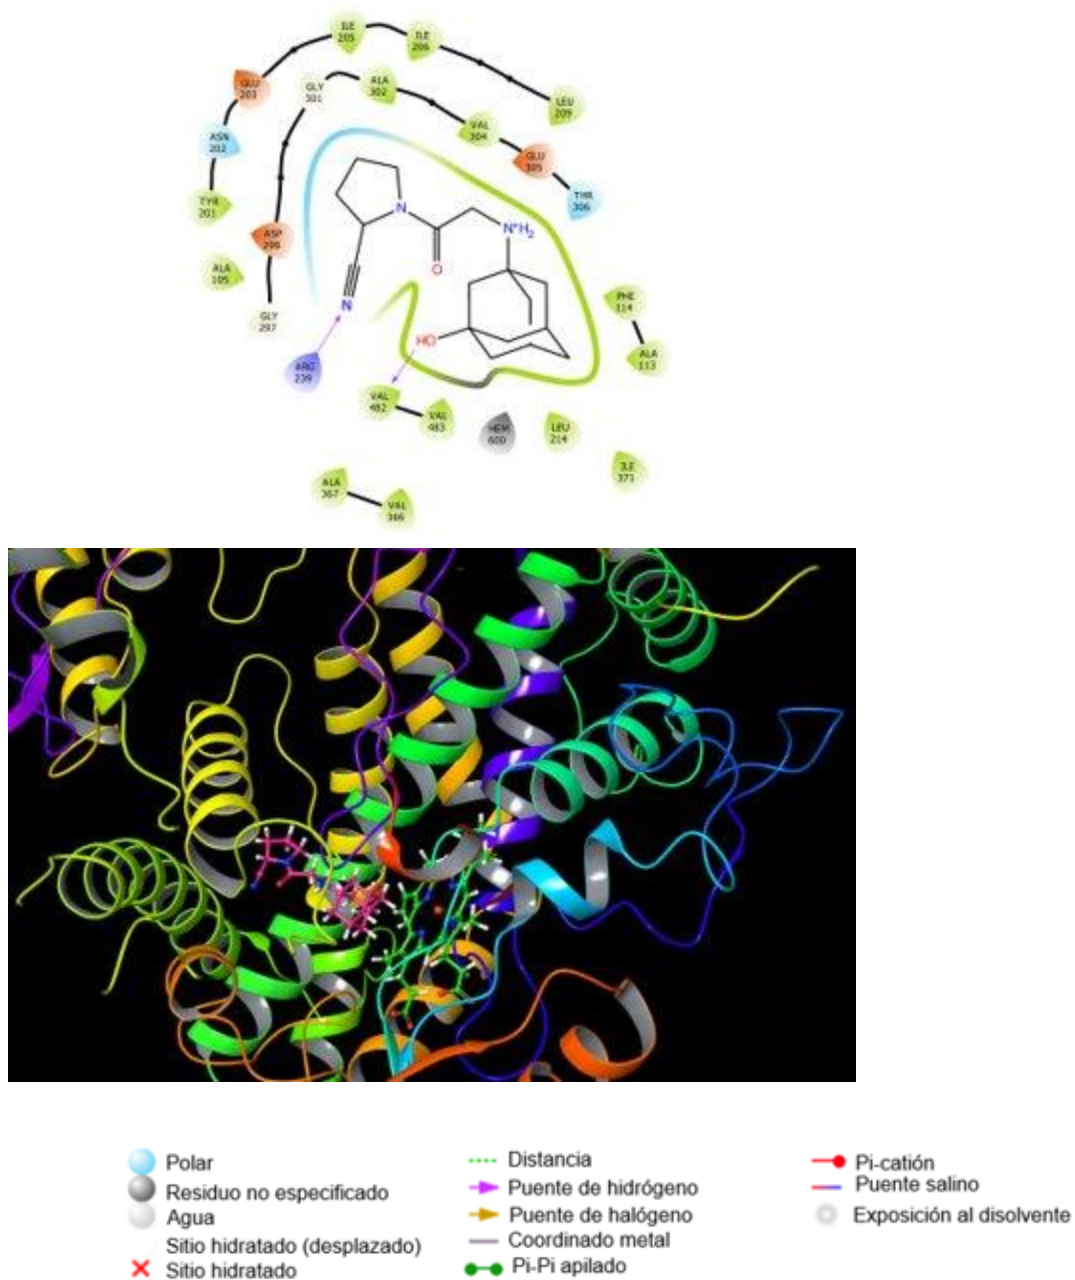 ILE
205
ILE
206
GLU
203
GLY
301
ALA
302
LEU
209
ASN
202
VAL
304
GLU
305
TYR
201
THR
306
ASP
298
N
N⁺H₂
ALA
105
O
N
PHE
114
GLY
297
HO
ALA
113
ARG
239
VAL
482
VAL
483
HEM
600
LEU
214
ILE
371
ALA
367
VAL
366
Polar
Residuo no especificado
Agua
Sitio hidratado (desplazado)
Sitio hidratado
Distancia
Puente de hidrógeno
Puente de halógeno
Coordinado metal
Pi-Pi apilado
Pi-catión
Puente salino
Exposición al disolvente